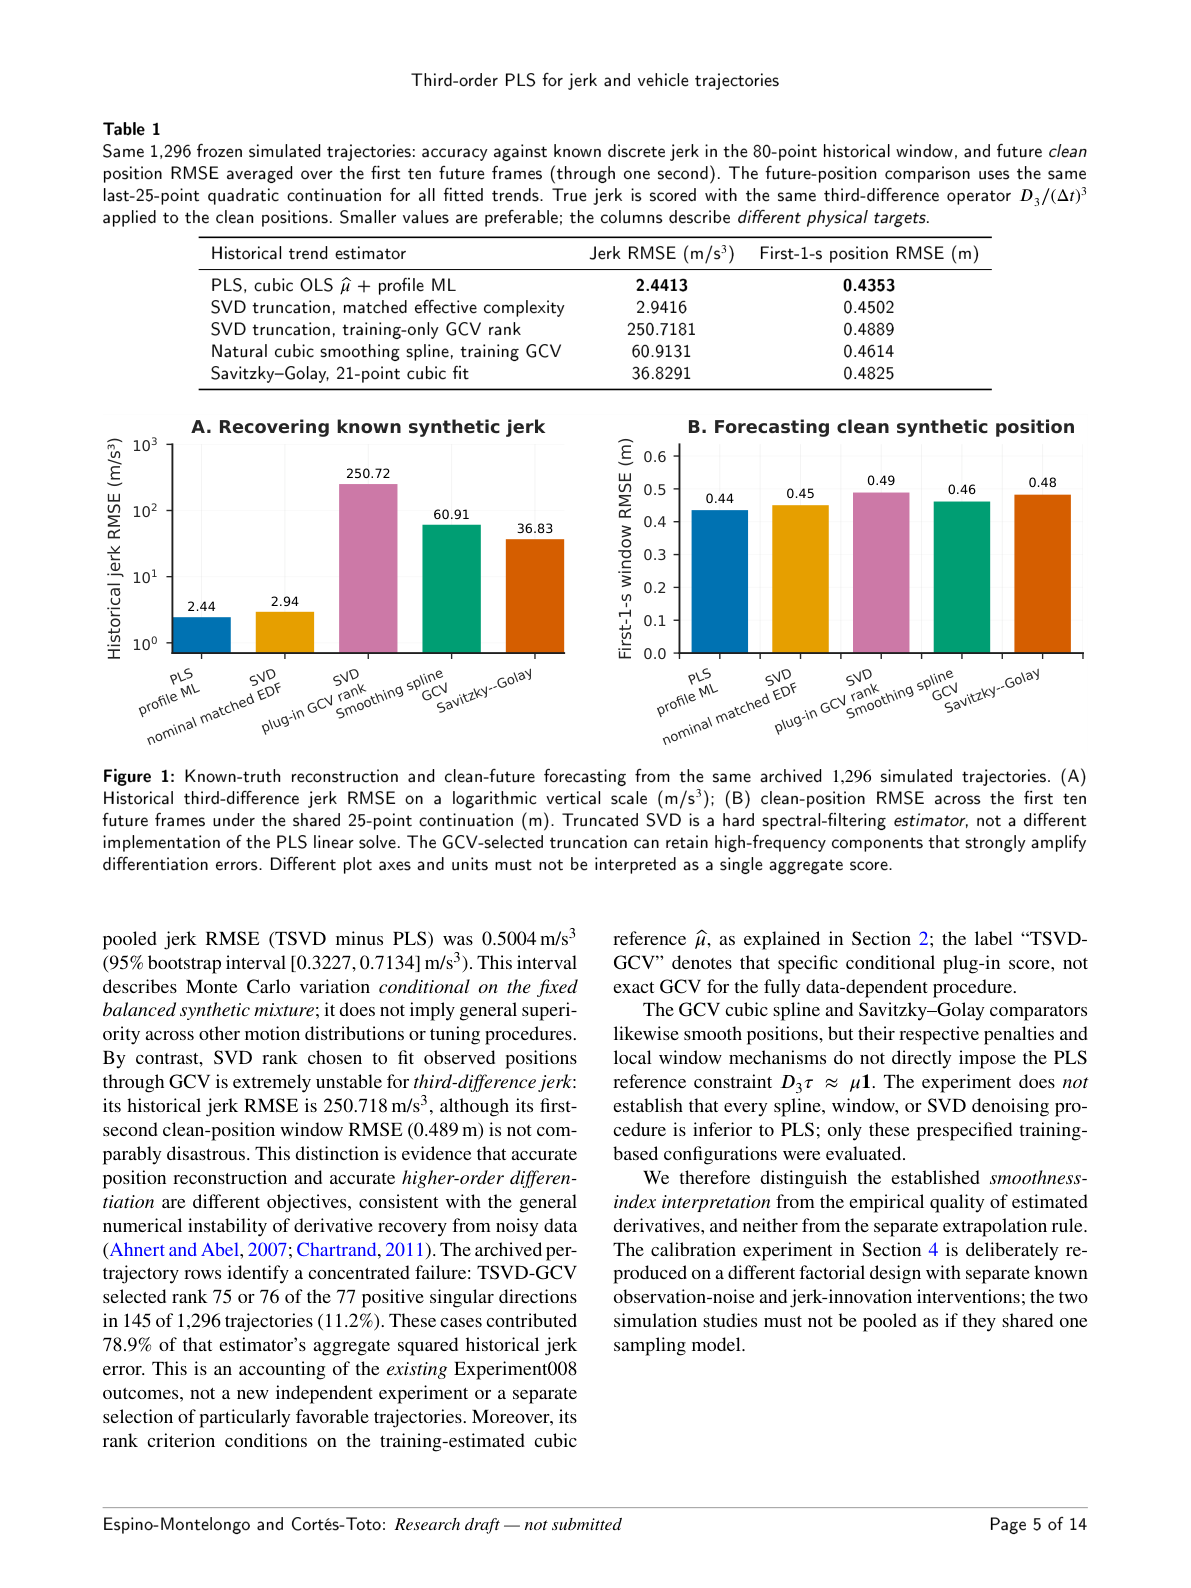 Third-order PLS for jerk and vehicle trajectories
Table 1
Same 1,296 frozen simulated trajectories: accuracy against known discrete jerk in the 80-point historical window, and future clean
position RMSE averaged over the first ten future frames (through one second). The future-position comparison uses the same
last-25-point quadratic continuation for all fitted trends. True jerk is scored with the same third-difference operator D₃/(Δt)³
applied to the clean positions. Smaller values are preferable; the columns describe different physical targets.
Historical trend estimator Jerk RMSE (m/s³) First-1-s position RMSE (m)
PLS, cubic OLS μ̂ + profile ML 2.4413 0.4353
SVD truncation, matched effective complexity 2.9416 0.4502
SVD truncation, training-only GCV rank 250.7181 0.4889
Natural cubic smoothing spline, training GCV 60.9131 0.4614
Savitzky–Golay, 21-point cubic fit 36.8291 0.4825
A. Recovering known synthetic jerk
Historical jerk RMSE (m/s³)
10³
10²
10¹
10⁰
2.44
2.94
250.72
60.91
36.83
PLS
profile ML
SVD
nominal matched EDF
SVD
plug-in GCV rank
Smoothing spline
GCV
Savitzky--Golay
B. Forecasting clean synthetic position
First-1-s window RMSE (m)
0.6
0.5
0.4
0.3
0.2
0.1
0.0
0.44
0.45
0.49
0.46
0.48
PLS
profile ML
SVD
nominal matched EDF
SVD
plug-in GCV rank
Smoothing spline
GCV
Savitzky--Golay
Figure 1: Known-truth reconstruction and clean-future forecasting from the same archived 1,296 simulated trajectories. (A)
Historical third-difference jerk RMSE on a logarithmic vertical scale (m/s³); (B) clean-position RMSE across the first ten
future frames under the shared 25-point continuation (m). Truncated SVD is a hard spectral-filtering estimator, not a different
implementation of the PLS linear solve. The GCV-selected truncation can retain high-frequency components that strongly amplify
differentiation errors. Different plot axes and units must not be interpreted as a single aggregate score.
pooled jerk RMSE (TSVD minus PLS) was 0.5004 m/s³
(95% bootstrap interval [0.3227, 0.7134] m/s³). This interval
describes Monte Carlo variation conditional on the fixed
balanced synthetic mixture; it does not imply general superi-
ority across other motion distributions or tuning procedures.
By contrast, SVD rank chosen to fit observed positions
through GCV is extremely unstable for third-difference jerk:
its historical jerk RMSE is 250.718 m/s³, although its first-
second clean-position window RMSE (0.489 m) is not com-
parably disastrous. This distinction is evidence that accurate
position reconstruction and accurate higher-order differen-
tiation are different objectives, consistent with the general
numerical instability of derivative recovery from noisy data
(Ahnert and Abel, 2007; Chartrand, 2011). The archived per-
trajectory rows identify a concentrated failure: TSVD-GCV
selected rank 75 or 76 of the 77 positive singular directions
in 145 of 1,296 trajectories (11.2%). These cases contributed
78.9% of that estimator's aggregate squared historical jerk
error. This is an accounting of the existing Experiment008
outcomes, not a new independent experiment or a separate
selection of particularly favorable trajectories. Moreover, its
rank criterion conditions on the training-estimated cubic
reference μ̂, as explained in Section 2; the label “TSVD-
GCV” denotes that specific conditional plug-in score, not
exact GCV for the fully data-dependent procedure.
The GCV cubic spline and Savitzky–Golay comparators
likewise smooth positions, but their respective penalties and
local window mechanisms do not directly impose the PLS
reference constraint D₃τ ≈ μ1. The experiment does not
establish that every spline, window, or SVD denoising pro-
cedure is inferior to PLS; only these prespecified training-
based configurations were evaluated.
We therefore distinguish the established smoothness-
index interpretation from the empirical quality of estimated
derivatives, and neither from the separate extrapolation rule.
The calibration experiment in Section 4 is deliberately re-
produced on a different factorial design with separate known
observation-noise and jerk-innovation interventions; the two
simulation studies must not be pooled as if they shared one
sampling model.
Espino-Montelongo and Cortés-Toto: Research draft — not submitted
Page 5 of 14